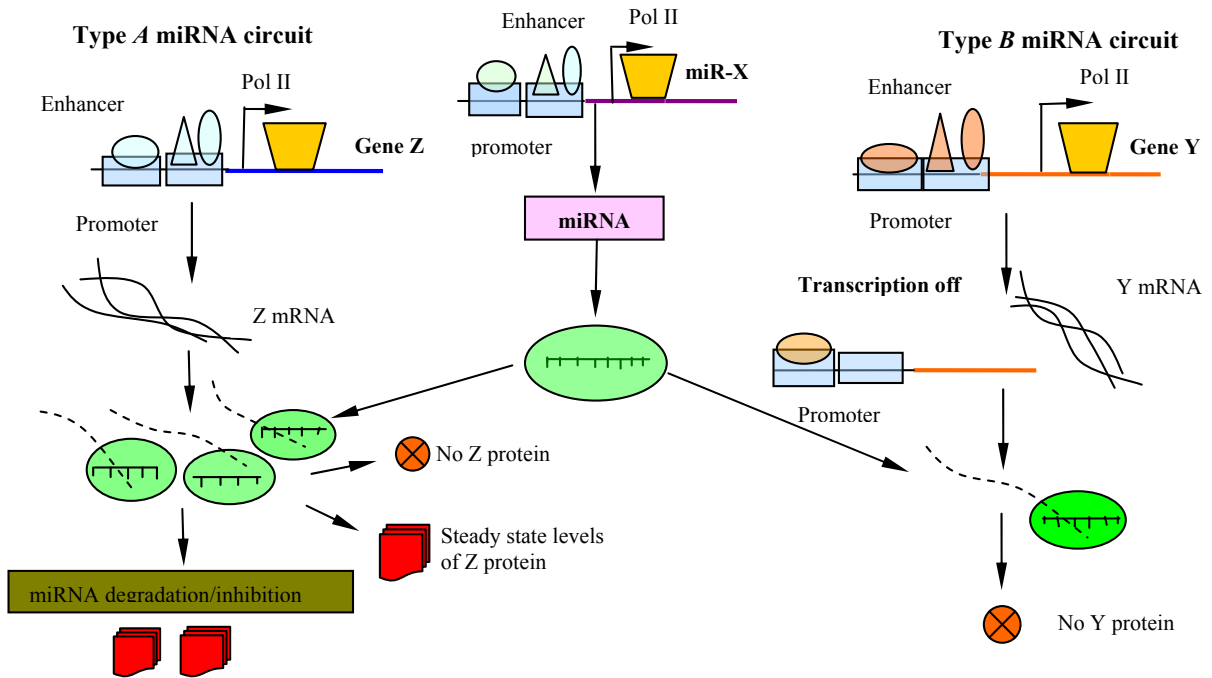 Type A miRNA circuit
Enhancer
Pol II
Gene Z
Promoter
Z mRNA
No Z protein
Steady state levels
of Z protein
miRNA degradation/inhibition
Enhancer
Pol II
miR-X
promoter
miRNA
Type B miRNA circuit
Enhancer
Pol II
Gene Y
Promoter
Transcription off
Y mRNA
Promoter
No Y protein